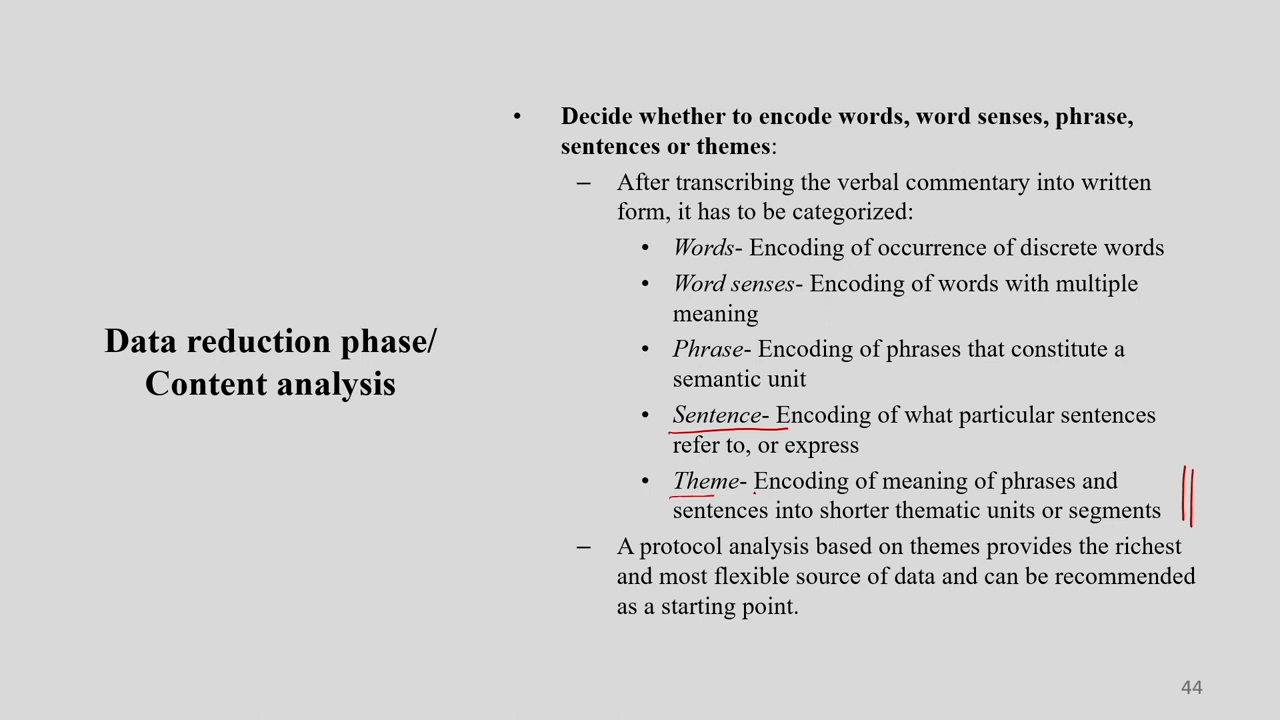 Data reduction phase/
Content analysis
• Decide whether to encode words, word senses, phrase,
sentences or themes:
– After transcribing the verbal commentary into written
form, it has to be categorized:
• Words- Encoding of occurrence of discrete words
• Word senses- Encoding of words with multiple
meaning
• Phrase- Encoding of phrases that constitute a
semantic unit
• Sentence- Encoding of what particular sentences
refer to, or express
• Theme- Encoding of meaning of phrases and
sentences into shorter thematic units or segments
– A protocol analysis based on themes provides the richest
and most flexible source of data and can be recommended
as a starting point.
44